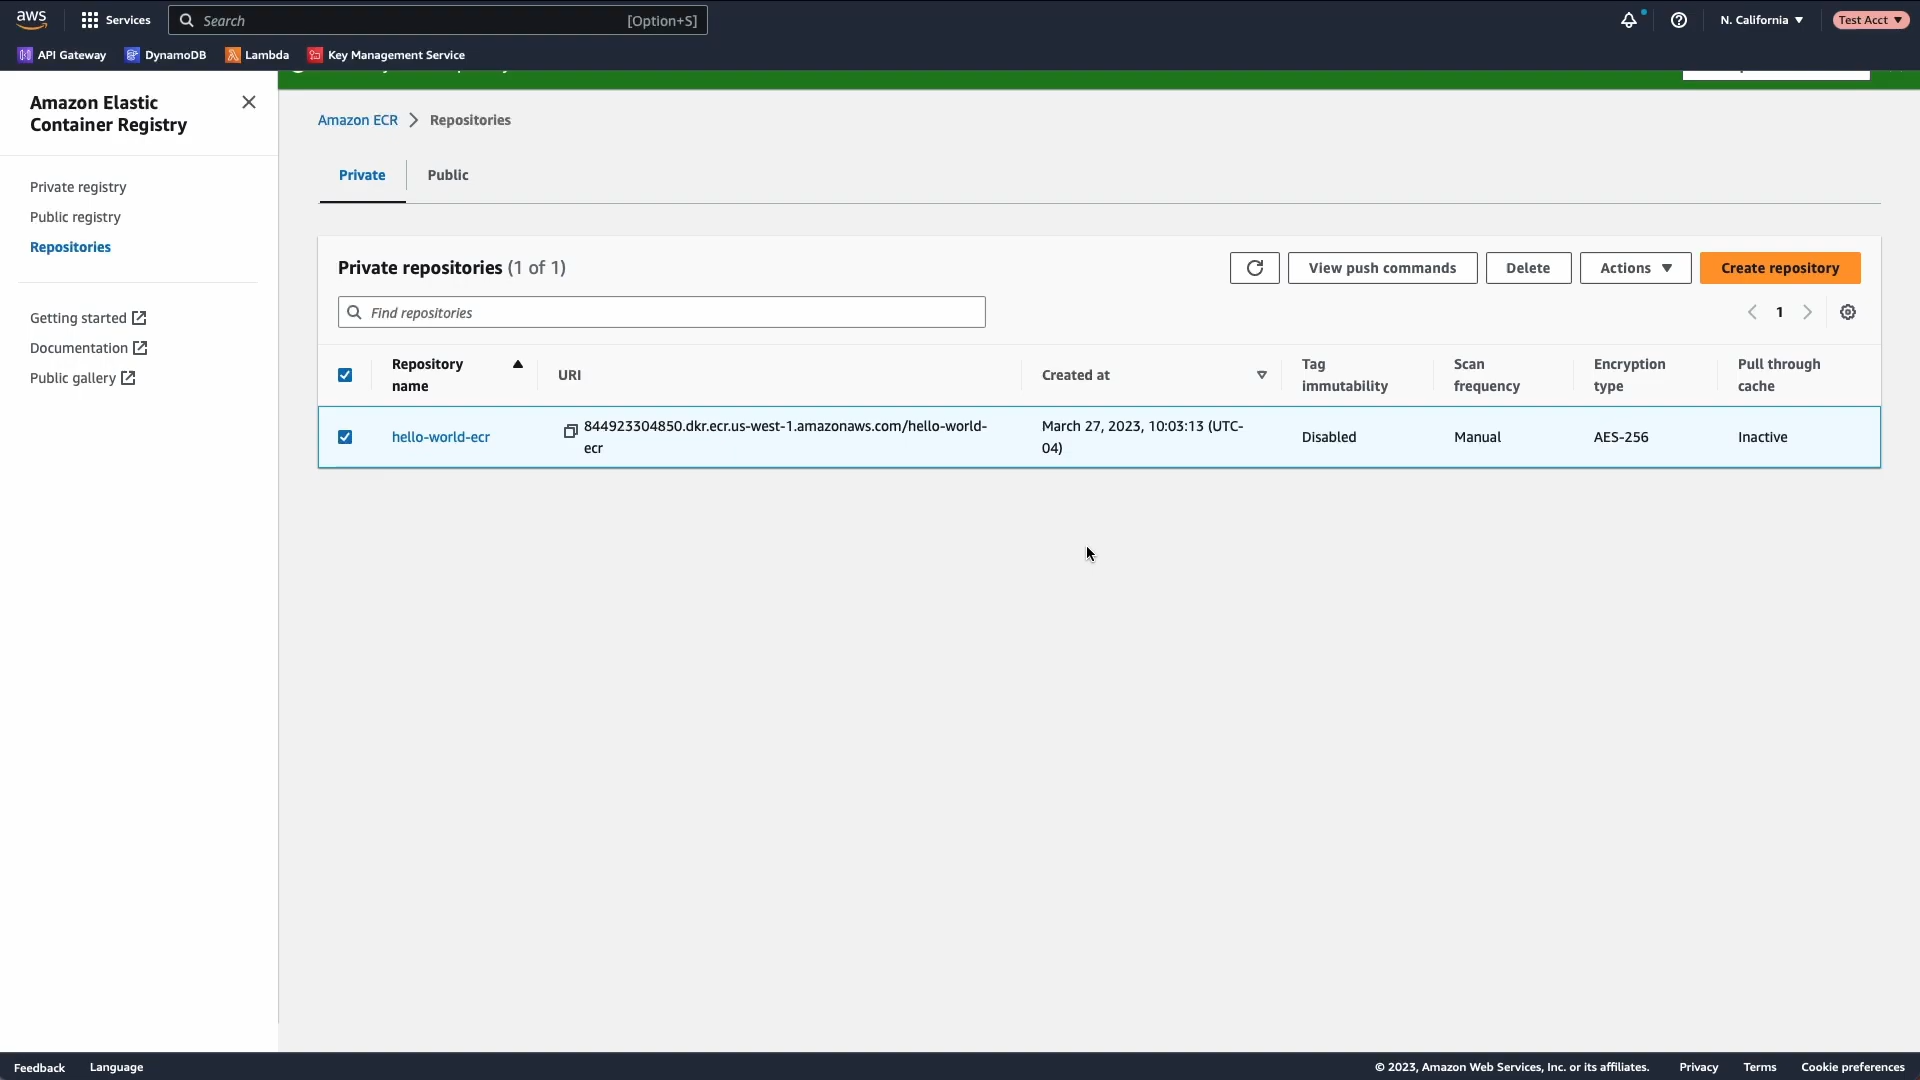 aws
Services
Search
[Option+S]
N. California
Test Acct
API Gateway
DynamoDB
Lambda
Key Management Service
Amazon Elastic
Container Registry
Private registry
Public registry
Repositories
Getting started
Documentation
Public gallery
Amazon ECR
Repositories
Private
Public
Private repositories (1 of 1)
View push commands
Delete
Actions
Create repository
Find repositories
1
Repository
name
URI
Created at
Tag
immutability
Scan
frequency
Encryption
type
Pull through
cache
hello-world-ecr
844923304850.dkr.ecr.us-west-1.amazonaws.com/hello-world-
ecr
March 27, 2023, 10:03:13 (UTC-
04)
Disabled
Manual
AES-256
Inactive
Feedback
Language
© 2023, Amazon Web Services, Inc. or its affiliates.
Privacy
Terms
Cookie preferences